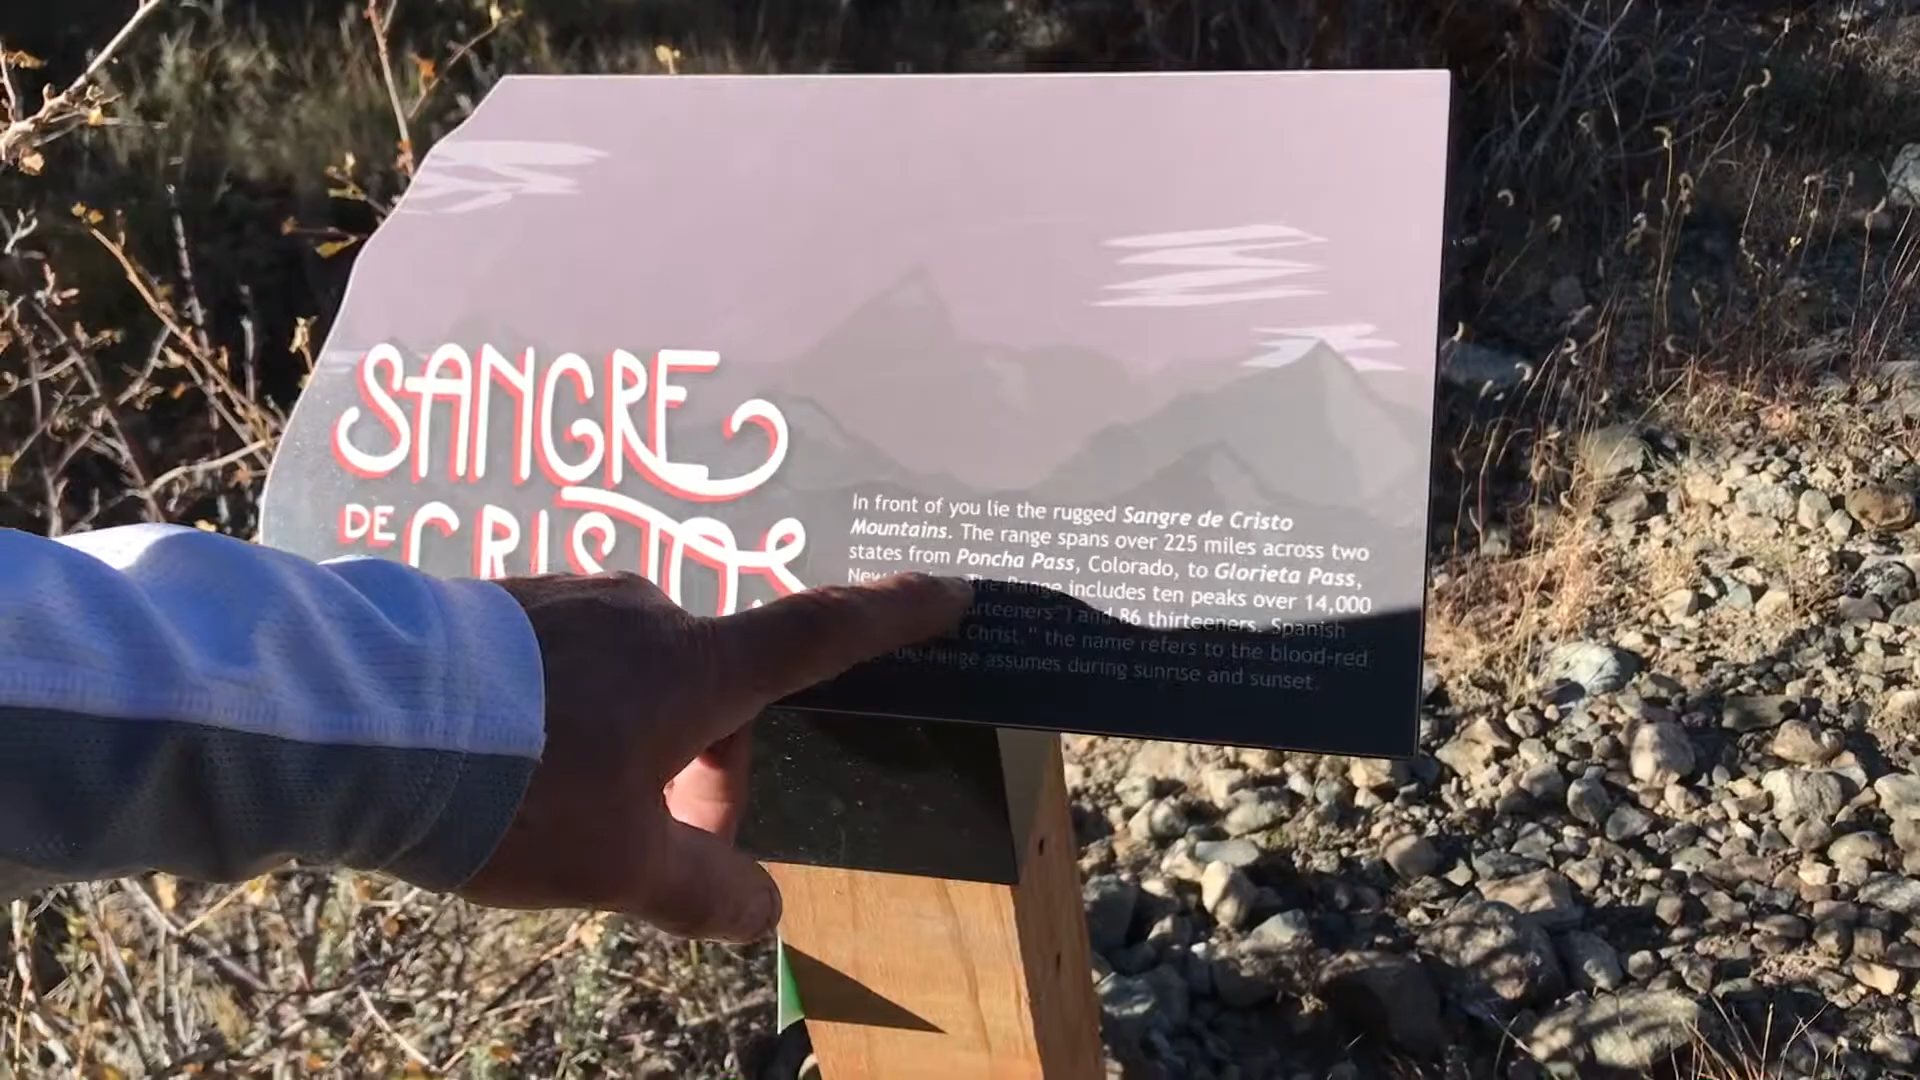 SANGRE
DE CRISTOS
In front of you lie the rugged Sangre de Cristo
Mountains. The range spans over 225 miles across two
states from Poncha Pass, Colorado, to Glorieta Pass,
New The Range includes ten peaks over 14,000
and 86 thirteeners. Spanish
Christ." the name refers to the blood-red
assumes during sunrise and sunset.